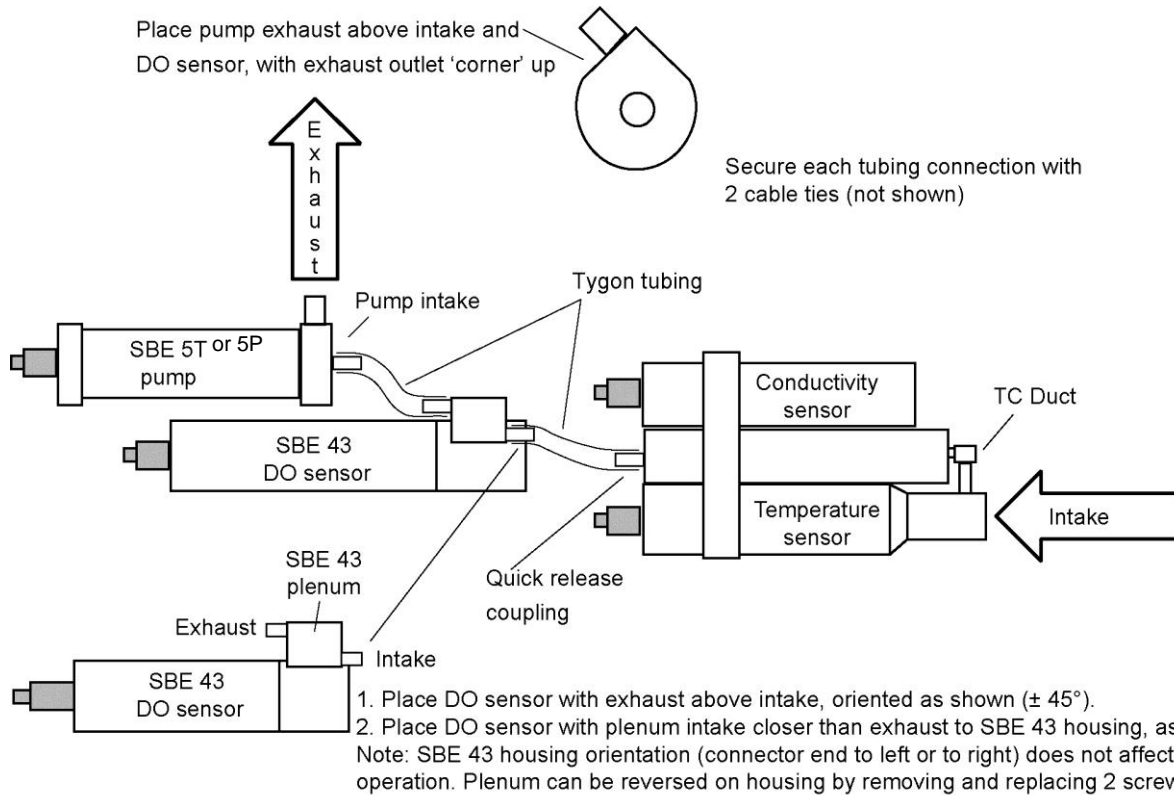 Place pump exhaust above intake and
DO sensor, with exhaust outlet ‘corner’ up
Secure each tubing connection with
2 cable ties (not shown)
Exhaust
Tygon tubing
Pump intake
SBE 5T or 5P
pump
Conductivity
sensor
TC Duct
SBE 43
DO sensor
Temperature
sensor
Intake
Quick release
coupling
SBE 43
plenum
Exhaust
Intake
SBE 43
DO sensor
1. Place DO sensor with exhaust above intake, oriented as shown (± 45°).
2. Place DO sensor with plenum intake closer than exhaust to SBE 43 housing, as
Note: SBE 43 housing orientation (connector end to left or to right) does not affect
operation. Plenum can be reversed on housing by removing and replacing 2 screw